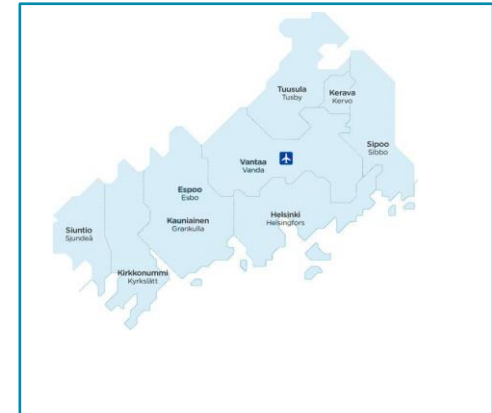 Tuusula
Tusby
Kerava
Kervo
Sipoo
Sibbo
Vantaa
Vanda
Espoo
Esbo
Kauniainen
Grankulla
Helsinki
Helsingfors
Siuntio
Sjundeå
Kirkkonummi
Kyrkslätt